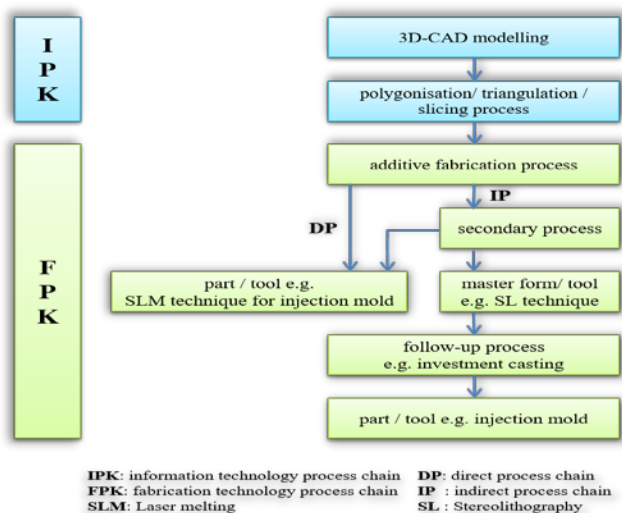 I
P
K
3D-CAD modelling
polygonisation/ triangulation /
slicing process
F
P
K
additive fabrication process
IP
DP
secondary process
part / tool e.g.
SLM technique for injection mold
master form/ tool
e.g. SL technique
follow-up process
e.g. investment casting
part / tool e.g. injection mold
IPK: information technology process chain
FPK: fabrication technology process chain
SLM: Laser melting
DP: direct process chain
IP : indirect process chain
SL : Stereolithography